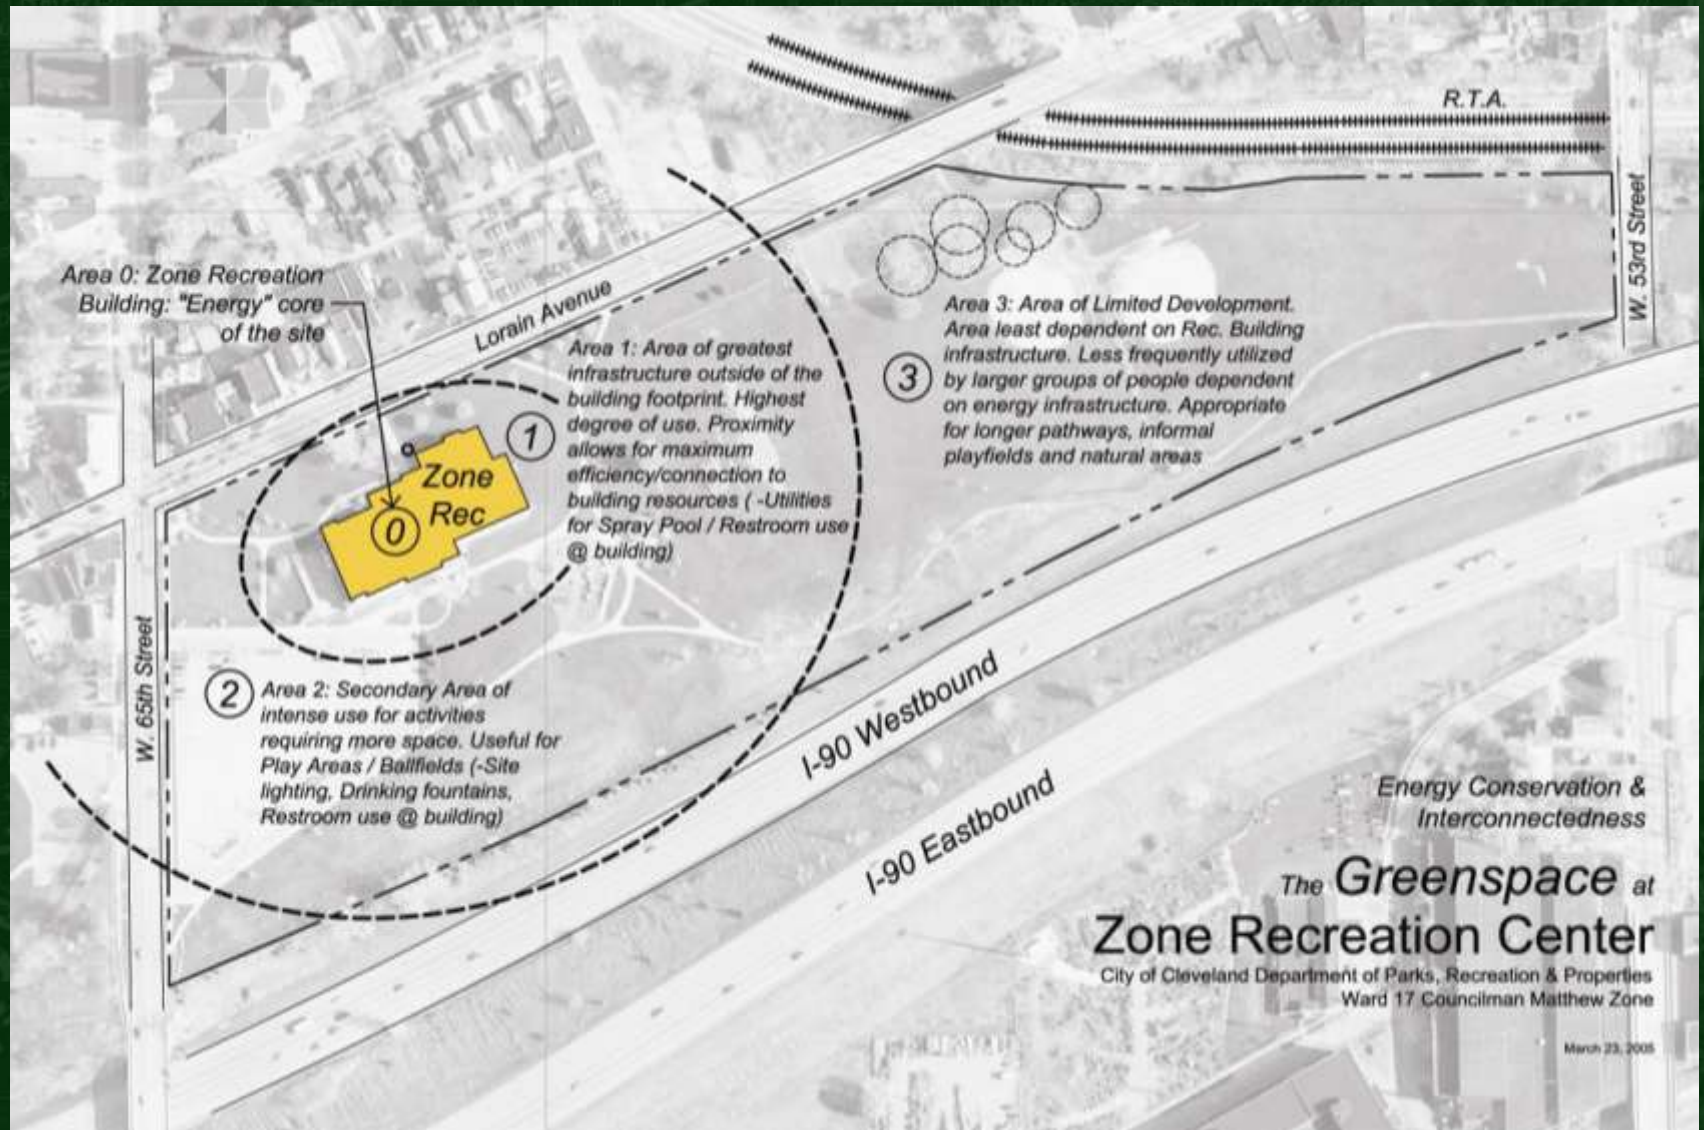 R.T.A.
W. 53rd Street
Area 0: Zone Recreation
Building: "Energy" core
of the site
Lorain Avenue
Area 1: Area of greatest
infrastructure outside of the
building footprint. Highest
degree of use. Proximity
allows for maximum
efficiency/connection to
building resources ( -Utilities
for Spray Pool / Restroom use
@ building)
1
Area 3: Area of Limited Development.
Area least dependent on Rec. Building
infrastructure. Less frequently utilized
by larger groups of people dependent
on energy infrastructure. Appropriate
for longer pathways, informal
playfields and natural areas
3
Zone
Rec
0
W. 65th Street
2
Area 2: Secondary Area of
intense use for activities
requiring more space. Useful for
Play Areas / Ballfields (-Site
lighting, Drinking fountains,
Restroom use @ building)
I-90 Westbound
I-90 Eastbound
Energy Conservation &
Interconnectedness
The Greenspace at
Zone Recreation Center
City of Cleveland Department of Parks, Recreation & Properties
Ward 17 Councilman Matthew Zone
March 23, 2005